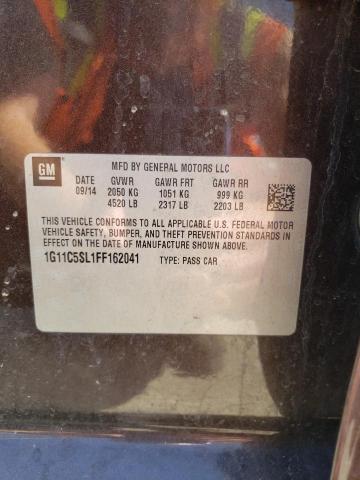 GM
MFD BY GENERAL MOTORS LLC
DATE GVWR GAWR FRT GAWR RR
09/14 2050 KG 1051 KG 999 KG
4520 LB 2317 LB 2203 LB
THIS VEHICLE CONFORMS TO ALL APPLICABLE U.S. FEDERAL MOTOR
VEHICLE SAFETY, BUMPER, AND THEFT PREVENTION STANDARDS IN
EFFECT ON THE DATE OF MANUFACTURE SHOWN ABOVE.
1G11C5SL1FF162041 TYPE: PASS CAR